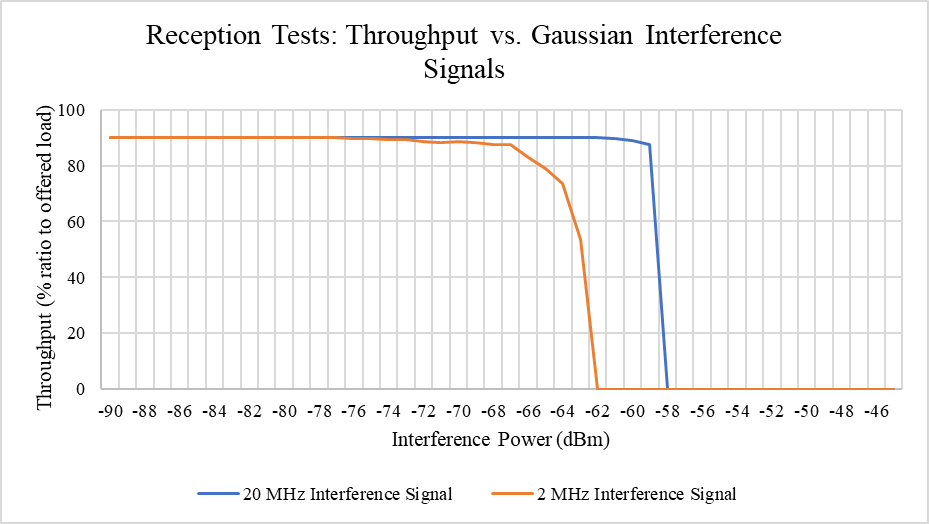 Reception Tests: Throughput vs. Gaussian Interference
Signals
Throughput (% ratio to offered load)
100
80
60
40
20
0
-90 -88 -86 -84 -82 -80 -78 -76 -74 -72 -70 -68 -66 -64 -62 -60 -58 -56 -54 -52 -50 -48 -46
Interference Power (dBm)
20 MHz Interference Signal 2 MHz Interference Signal